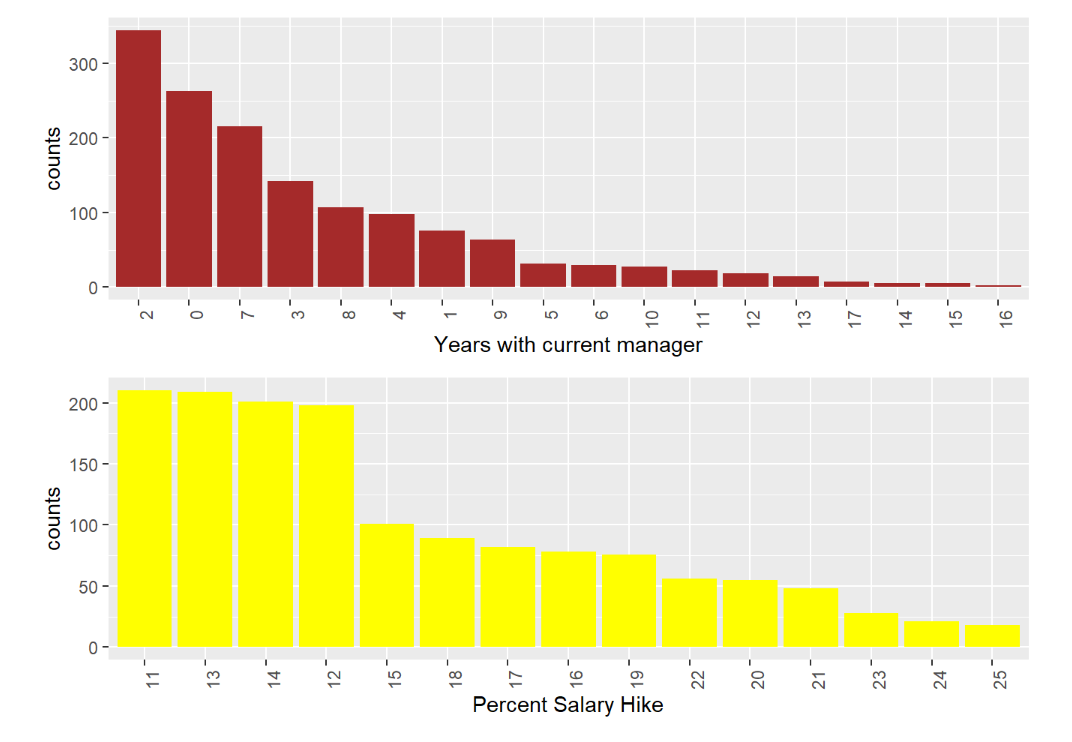 counts
300
200
100
0
2 0 7 3 8 4 1 9 5 6 10 11 12 13 17 14 15 16
Years with current manager
counts
200
150
100
50
0
11 13 14 12 15 18 17 16 19 22 20 21 23 24 25
Percent Salary Hike